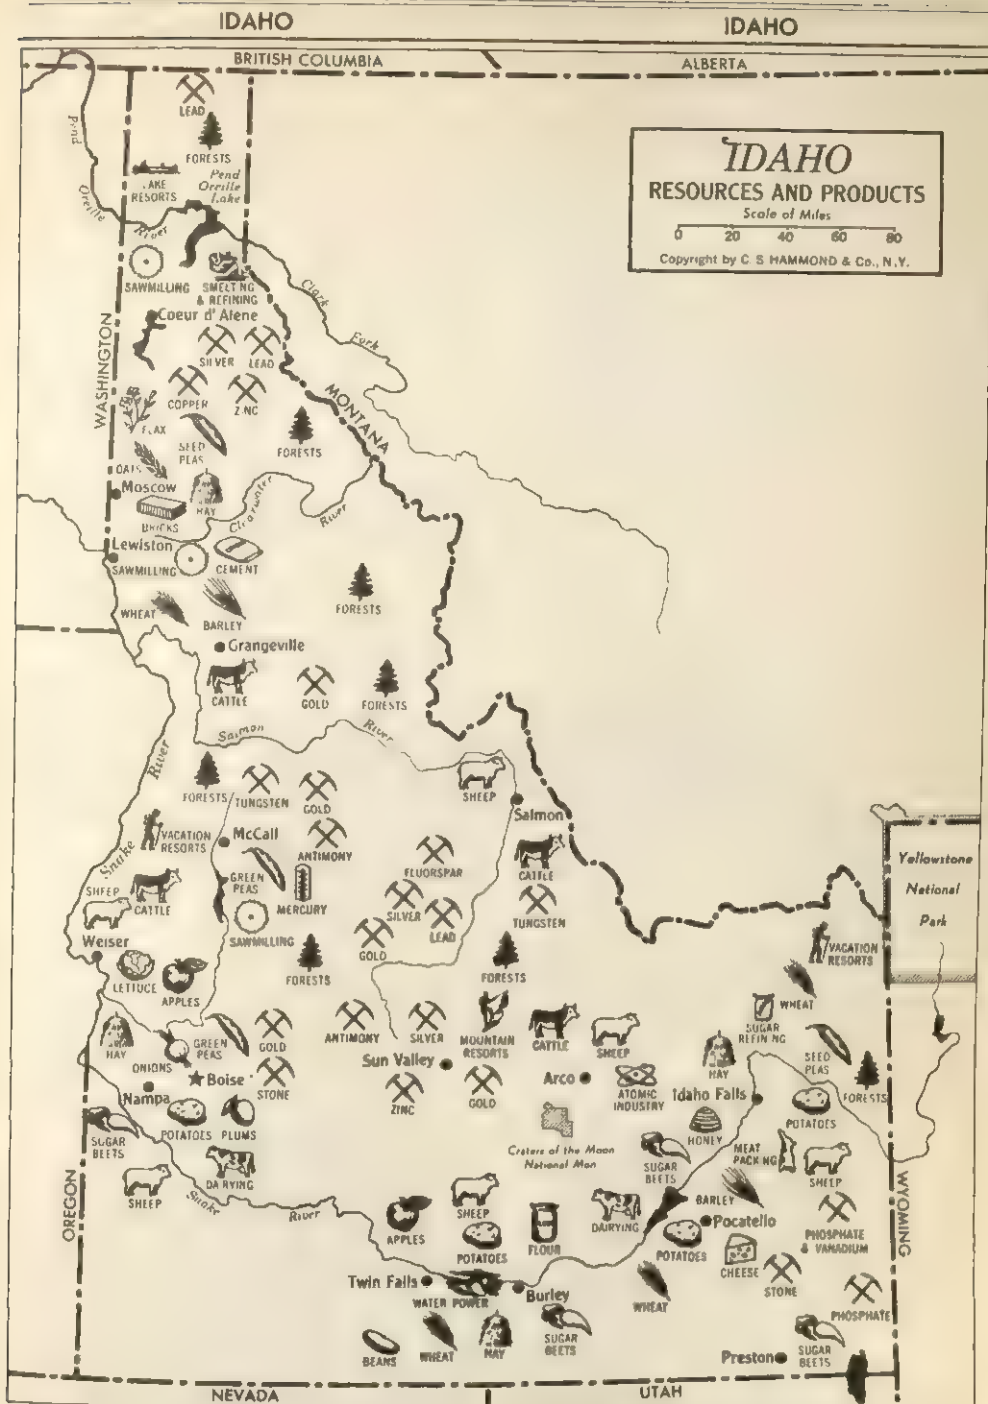 IDAHO
IDAHO
BRITISH COLUMBIA
ALBERTA
LEAD
FORESTS
Pend
Oreille
River
LAKE
RESORTS
Pend
Oreille
Lake
IDAHO
RESOURCES AND PRODUCTS
Scale of Miles
0 20 40 60 80
Copyright by C. S. HAMMOND & Co., N.Y.
SAWMILLING
SMELTING
& REFINING
Clark
Fork
Coeur d'Alene
WASHINGTON
SILVER
LEAD
COPPER
ZINC
MONTANA
FLAX
SEED
PEAS
FORESTS
OATS
Moscow
HAY
BRICKS
Clearwater
River
Lewiston
SAWMILLING
CEMENT
WHEAT
BARLEY
FORESTS
Grangeville
CATTLE
GOLD
FORESTS
Salmon
River
Snake
River
FORESTS
TUNGSTEN
GOLD
SHEEP
Salmon
VACATION
RESORTS
McCall
ANTIMONY
FLUORSPAR
CATTLE
SHEEP
CATTLE
GREEN
PEAS
MERCURY
SILVER
LEAD
TUNGSTEN
Yellowstone
National
Park
Weiser
SAWMILLING
GOLD
VACATION
RESORTS
LETTUCE
APPLES
FORESTS
FORESTS
WHEAT
HAY
ONIONS
GREEN
PEAS
GOLD
ANTIMONY
SILVER
MOUNTAIN
RESORTS
CATTLE
SHEEP
SUGAR
REFINING
HAY
SEED
PEAS
FORESTS
Sun Valley
Boise
STONE
Nampa
ZINC
GOLD
Arco
ATOMIC
INDUSTRY
Idaho Falls
POTATOES
SUGAR
BEETS
POTATOES
PLUMS
Craters of the Moon
National Mon
HONEY
SUGAR
BEETS
MEAT
PACKING
SHEEP
SHEEP
DAIRYING
Snake
River
OREGON
WYOMING
APPLES
SHEEP
POTATOES
FLOUR
DAIRYING
BARLEY
Pocatello
POTATOES
CHEESE
PHOSPHATE
& VANADIUM
STONE
Twin Falls
WATER POWER
Burley
WHEAT
PHOSPHATE
BEANS
WHEAT
HAY
SUGAR
BEETS
Preston
SUGAR
BEETS
NEVADA
UTAH